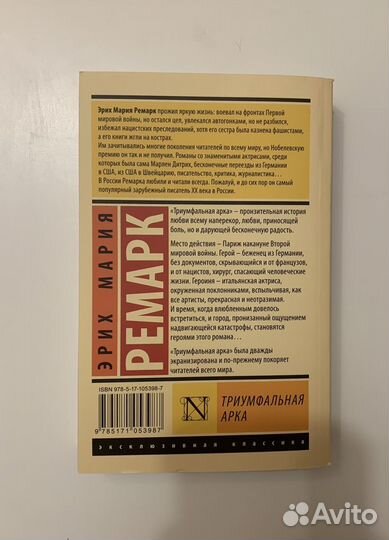 Эрих Мария Ремарк прожил яркую жизнь: воевал на фронтах Первой
мировой войны, но остался цел, увлекался автогонками, но не разбился,
избежал нацистских преследований, хотя его сестра была казнена фашистами,
а его книги жгли на кострах.
Им зачитывались многие поколения читателей по всему миру, но Нобелевскую
премию он так и не получил. Романы со знаменитыми актрисами, среди
которых была сама Марлен Дитрих, бесконечные переезды из Германии
в США, из США в Швейцарию, писательство, критика, журналистика...
В России Ремарка любили и читали всегда. Пожалуй, и до сих пор он самый
популярный зарубежный писатель XX века в России.
ЭРИХ МАРИЯ
РЕМАРК
«Триумфальная арка» – пронзительная история
любви всему наперекор, любви, приносящей
боль, но и дарующей бесконечную радость.
Место действия – Париж накануне Второй
мировой войны. Герой – беженец из Германии,
без документов, скрывающийся и от французов,
и от нацистов, хирург, спасающий человеческие
жизни. Героиня – итальянская актриса,
окруженная поклонниками, вспыльчивая, как
все артисты, прекрасная и неотразимая.
И время, когда влюбленным довелось
встретиться, и город, пронизанный ощущением
надвигающейся катастрофы, становятся
героями этого романа...
«Триумфальная арка» была дважды
экранизирована и по-прежнему покоряет
читателей всего мира.
ISBN 978-5-17-105398-7
9 785171 053987
N
ТРИУМФАЛЬНАЯ
АРКА
эксклюзивная классика
Avito